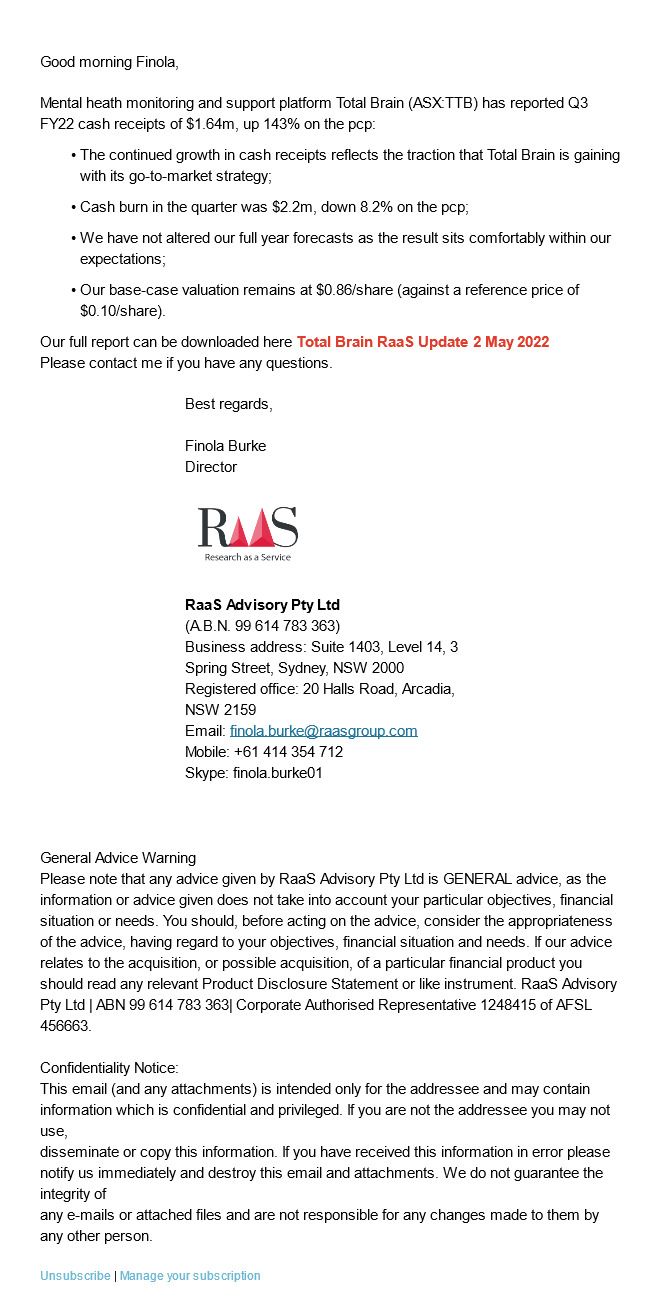 Good morning Finola,
Mental heath monitoring and support platform Total Brain (ASX:TTB) has reported Q3
FY22 cash receipts of $1.64m, up 143% on the pcp:
• The continued growth in cash receipts reflects the traction that Total Brain is gaining
with its go-to-market strategy;
• Cash burn in the quarter was $2.2m, down 8.2% on the pcp;
• We have not altered our full year forecasts as the result sits comfortably within our
expectations;
• Our base-case valuation remains at $0.86/share (against a reference price of
$0.10/share).
Our full report can be downloaded here Total Brain RaaS Update 2 May 2022
Please contact me if you have any questions.
Best regards,
Finola Burke
Director
RAAS
Research as a Service
RaaS Advisory Pty Ltd
(A.B.N. 99 614 783 363)
Business address: Suite 1403, Level 14, 3
Spring Street, Sydney, NSW 2000
Registered office: 20 Halls Road, Arcadia,
NSW 2159
Email: finola.burke@raasgroup.com
Mobile: +61 414 354 712
Skype: finola.burke01
General Advice Warning
Please note that any advice given by RaaS Advisory Pty Ltd is GENERAL advice, as the
information or advice given does not take into account your particular objectives, financial
situation or needs. You should, before acting on the advice, consider the appropriateness
of the advice, having regard to your objectives, financial situation and needs. If our advice
relates to the acquisition, or possible acquisition, of a particular financial product you
should read any relevant Product Disclosure Statement or like instrument. RaaS Advisory
Pty Ltd | ABN 99 614 783 363| Corporate Authorised Representative 1248415 of AFSL
456663.
Confidentiality Notice:
This email (and any attachments) is intended only for the addressee and may contain
information which is confidential and privileged. If you are not the addressee you may not
use,
disseminate or copy this information. If you have received this information in error please
notify us immediately and destroy this email and attachments. We do not guarantee the
integrity of
any e-mails or attached files and are not responsible for any changes made to them by
any other person.
Unsubscribe | Manage your subscription